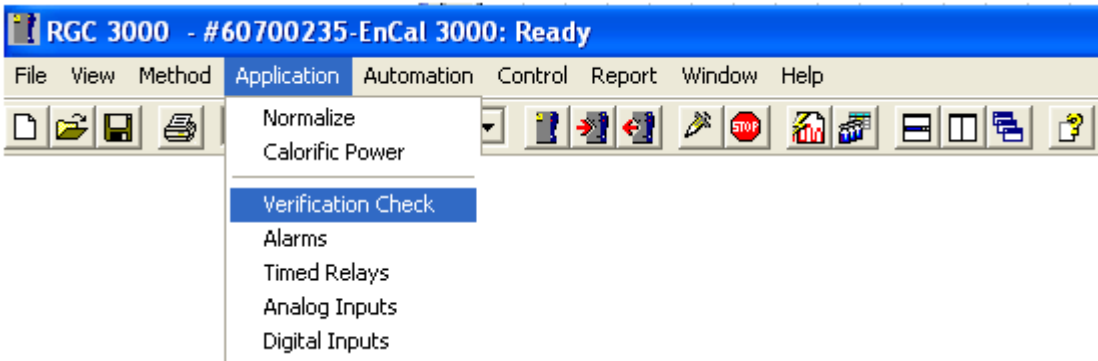 RGC 3000 - #60700235-EnCal 3000: Ready
File View Method Application Automation Control Report Window Help
STOP
Normalize
Calorific Power
Verification Check
Alarms
Timed Relays
Analog Inputs
Digital Inputs